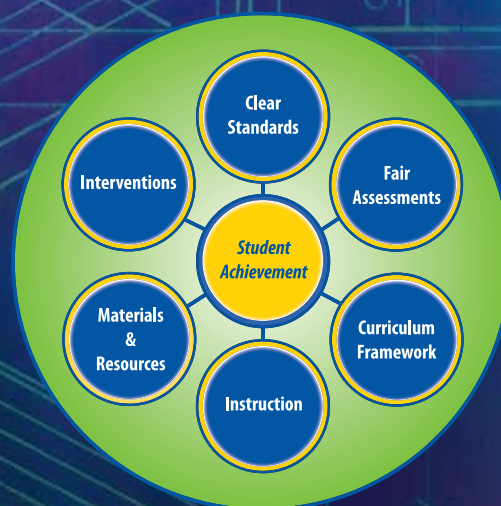 Clear
Standards
Fair
Assessments
Curriculum
Framework
Instruction
Materials
&
Resources
Interventions
Student
Achievement